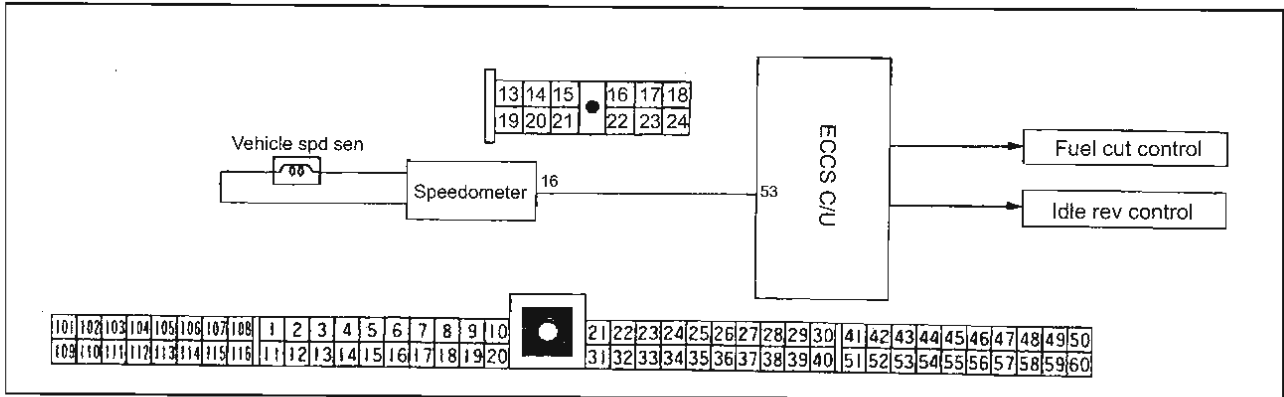 13 14 15 16 17 18
19 20 21 22 23 24
Vehicle spd sen
Speedometer
16
53
ECCS C/U
Fuel cut control
Idle rev control
101 102 103 104 105 106 107 108 1 2 3 4 5 6 7 8 9 10 21 22 23 24 25 26 27 28 29 30 41 42 43 44 45 46 47 48 49 50
109 110 111 112 113 114 115 116 11 12 13 14 15 16 17 18 19 20 31 32 33 34 35 36 37 38 39 40 51 52 53 54 55 56 57 58 59 60